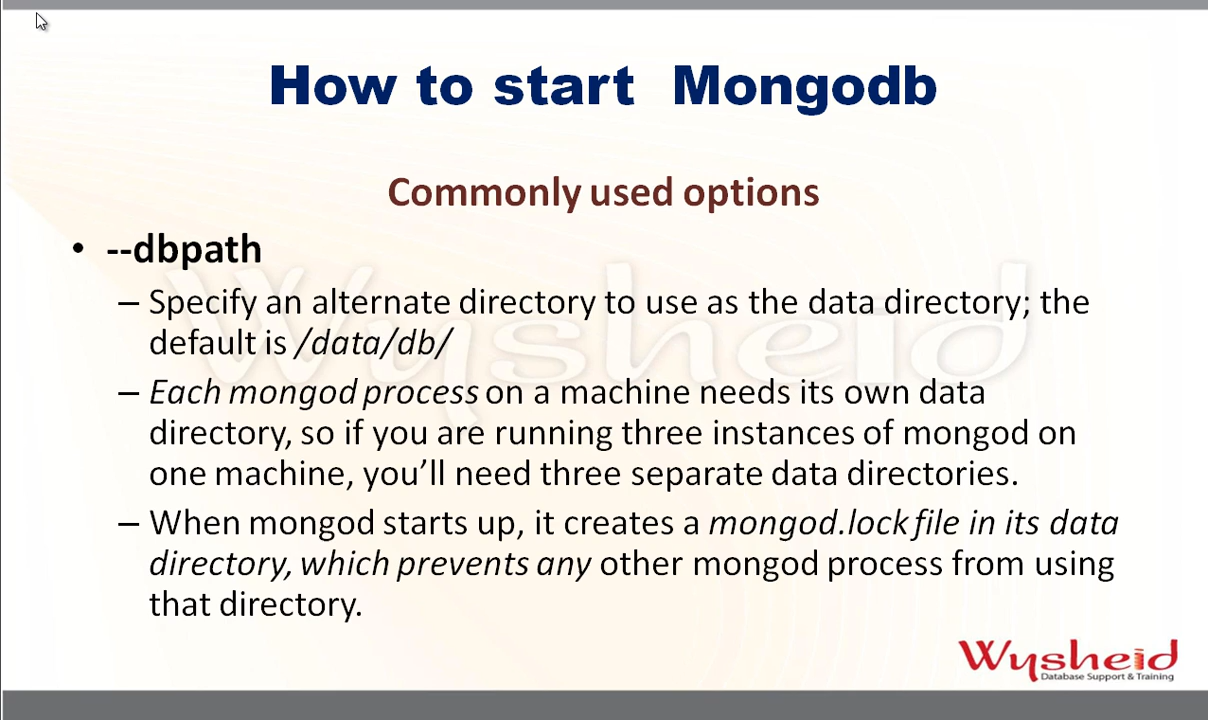 How to start  Mongodb
Commonly used options
• --dbpath
– Specify an alternate directory to use as the data directory; the
default is /data/db/
– Each mongod process on a machine needs its own data
directory, so if you are running three instances of mongod on
one machine, you’ll need three separate data directories.
– When mongod starts up, it creates a mongod.lock file in its data
directory, which prevents any other mongod process from using
that directory.
Wysheid
Wysheid
Database Support & Training